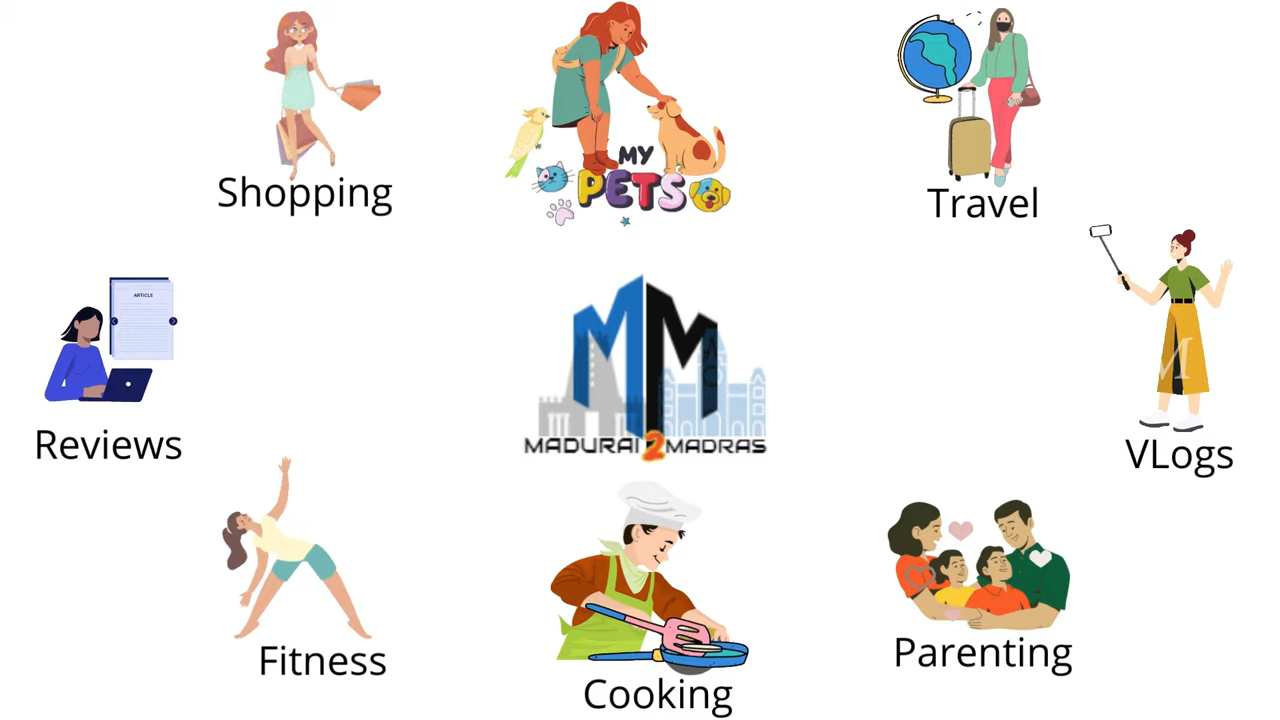 Shopping
MY
PETS
Travel
ARTICLE
Reviews
M
MM
MADURAI 2 MADRAS
VLogs
Fitness
Cooking
Parenting